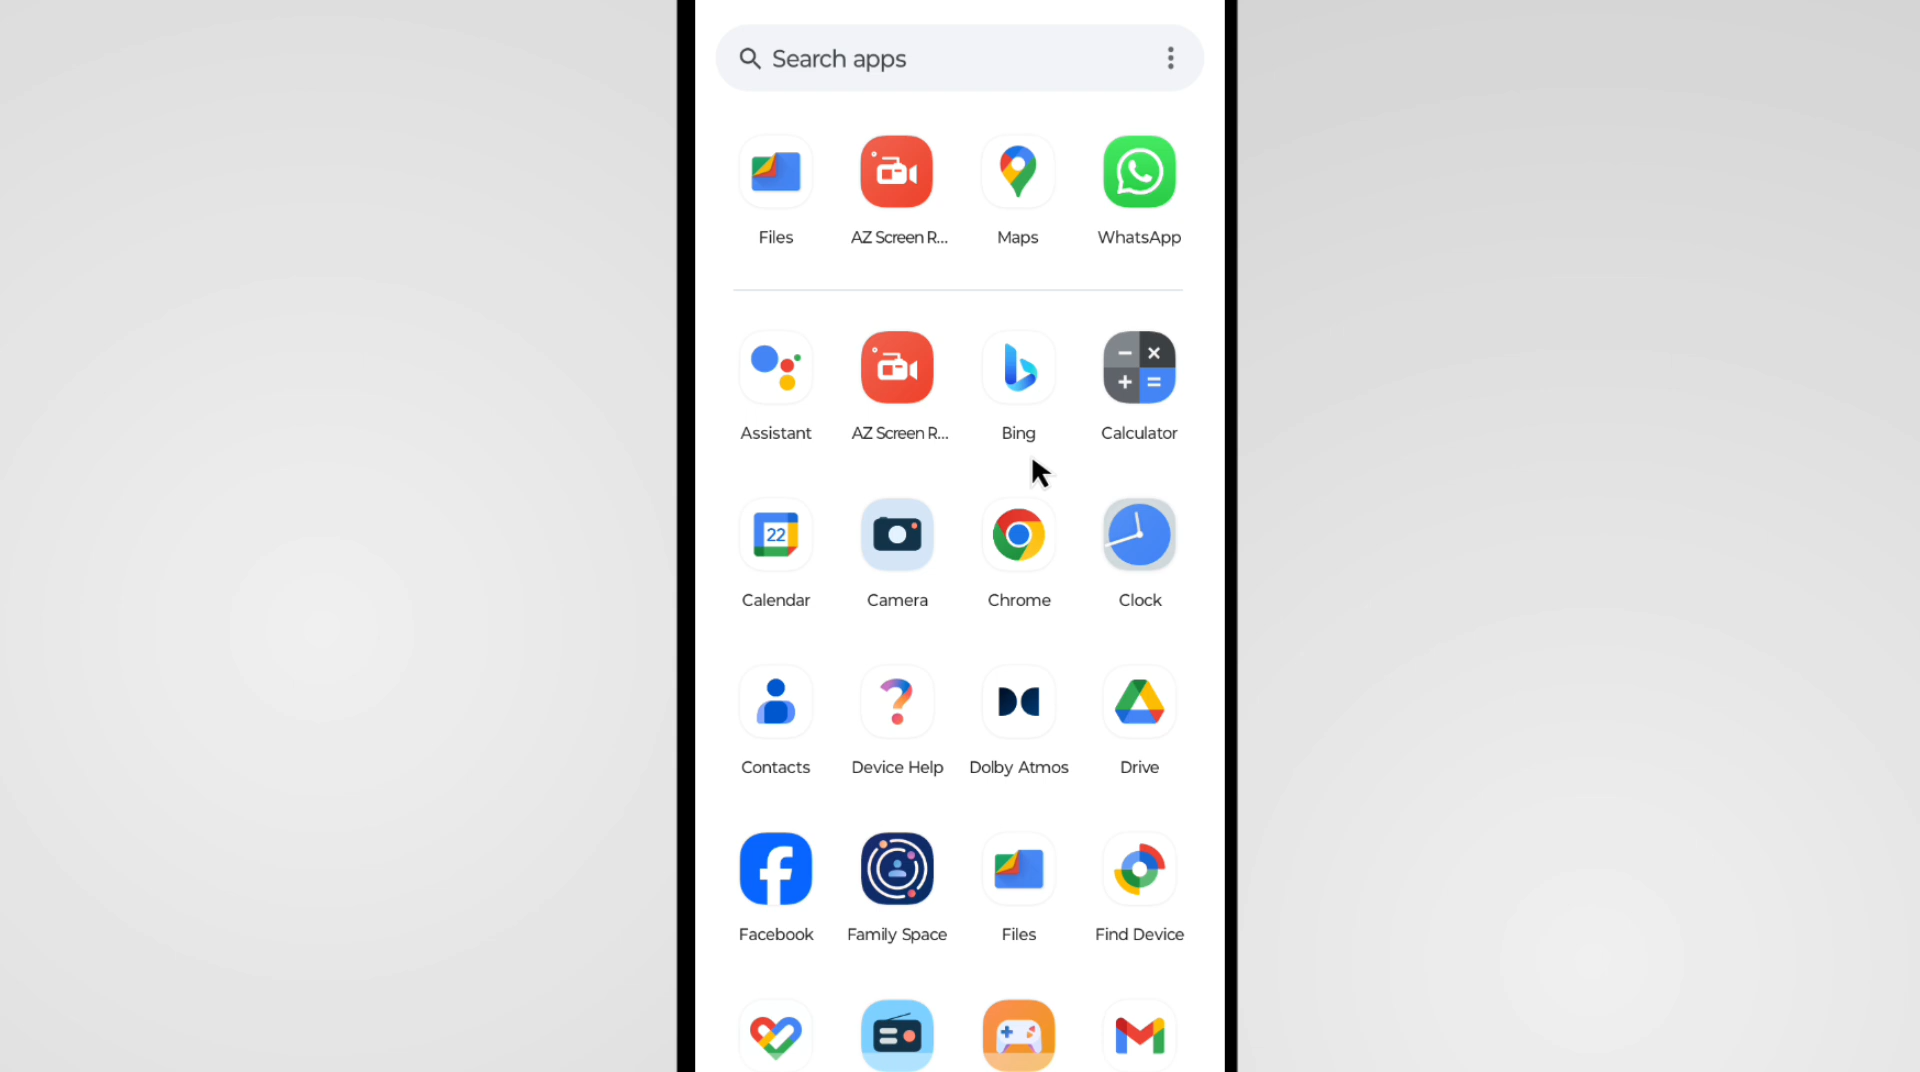 Search apps
Files
AZ Screen R...
Maps
WhatsApp
Assistant
AZ Screen R...
Bing
Calculator
22
Calendar
Camera
Chrome
Clock
Contacts
Device Help
Dolby Atmos
Drive
Facebook
Family Space
Files
Find Device